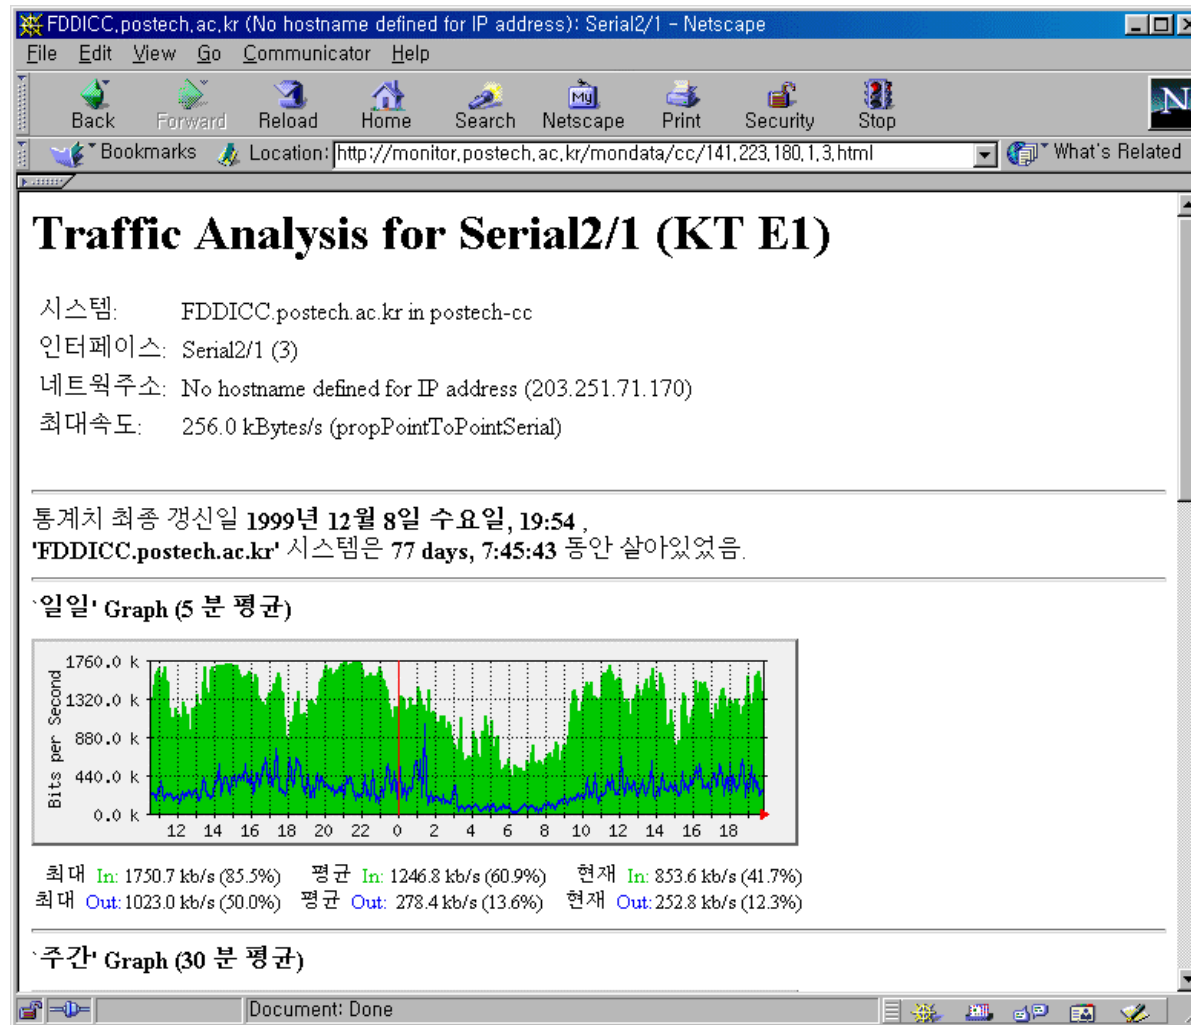 FDDICC.postech.ac.kr (No hostname defined for IP address): Serial2/1 - Netscape
File Edit View Go Communicator Help
My
N
Back Forward Reload Home Search Netscape Print Security Stop
Bookmarks Location: http://monitor.postech.ac.kr/mondata/cc/141.223.180.1.3.html What's Related
Traffic Analysis for Serial2/1 (KT E1)
시스템: FDDICC.postech.ac.kr in postech-cc
인터페이스: Serial2/1 (3)
네트웍주소: No hostname defined for IP address (203.251.71.170)
최대속도: 256.0 kBytes/s (propPointToPointSerial)
통계치 최종 갱신일 1999년 12월 8일 수요일, 19:54 ,
'FDDICC.postech.ac.kr' 시스템은 77 days, 7:45:43 동안 살아있었음.
`일일' Graph (5 분 평균)
Bits per Second
1760.0 k
1320.0 k
880.0 k
440.0 k
0.0 k
12 14 16 18 20 22 0 2 4 6 8 10 12 14 16 18
최대 In: 1750.7 kb/s (85.5%) 평균 In: 1246.8 kb/s (60.9%) 현재 In: 853.6 kb/s (41.7%)
최대 Out: 1023.0 kb/s (50.0%) 평균 Out: 278.4 kb/s (13.6%) 현재 Out: 252.8 kb/s (12.3%)
`주간' Graph (30 분 평균)
Document: Done